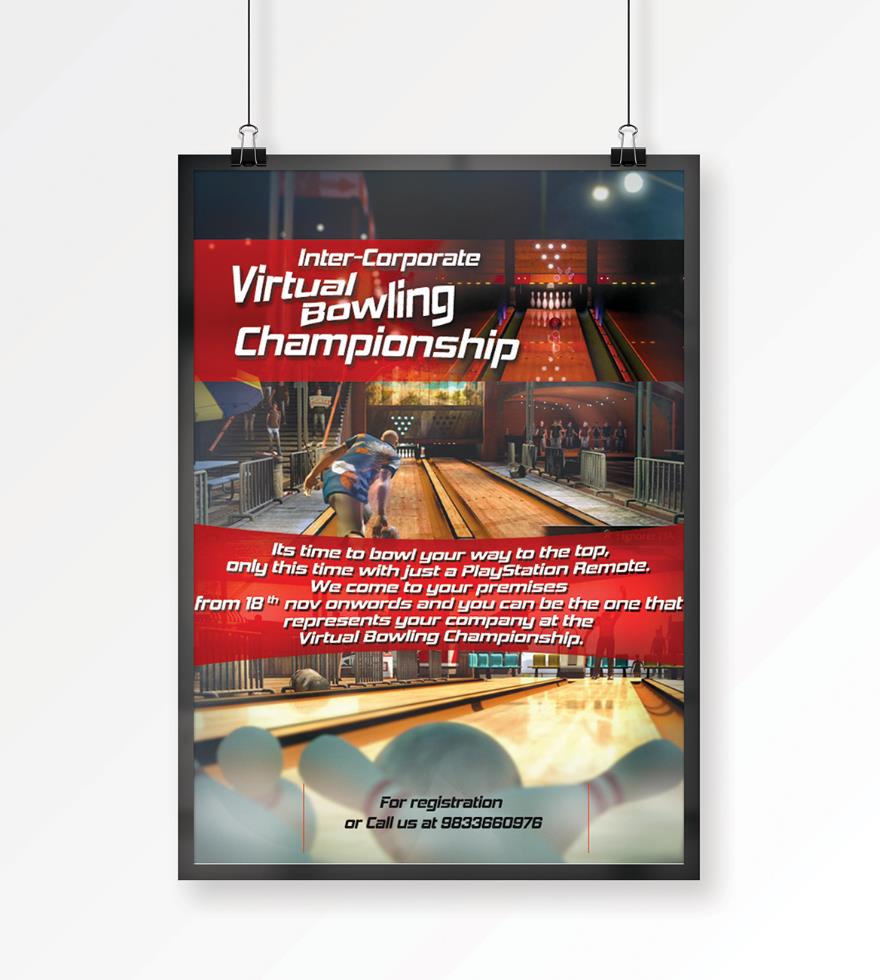 Inter-Corporate
Virtual
Bowling
Championship
Its time to bowl your way to the top,
only this time with just a PlayStation Remote.
We come to your premises
from 18th nov onwords and you can be the one that
represents your company at the
Virtual Bowling Championship.
For registration
or Call us at 9833660976